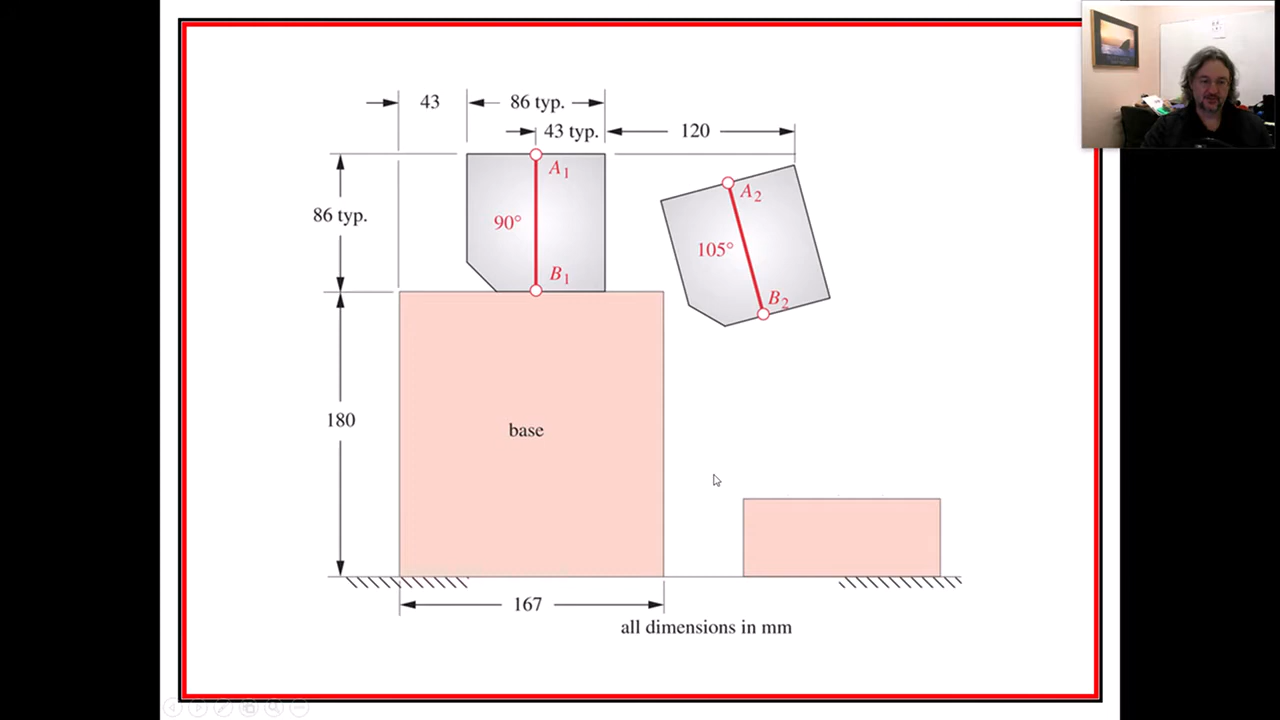 43
86 typ.
43 typ.
120
A1
A2
86 typ.
90°
105°
B1
B2
180
base
167
all dimensions in mm